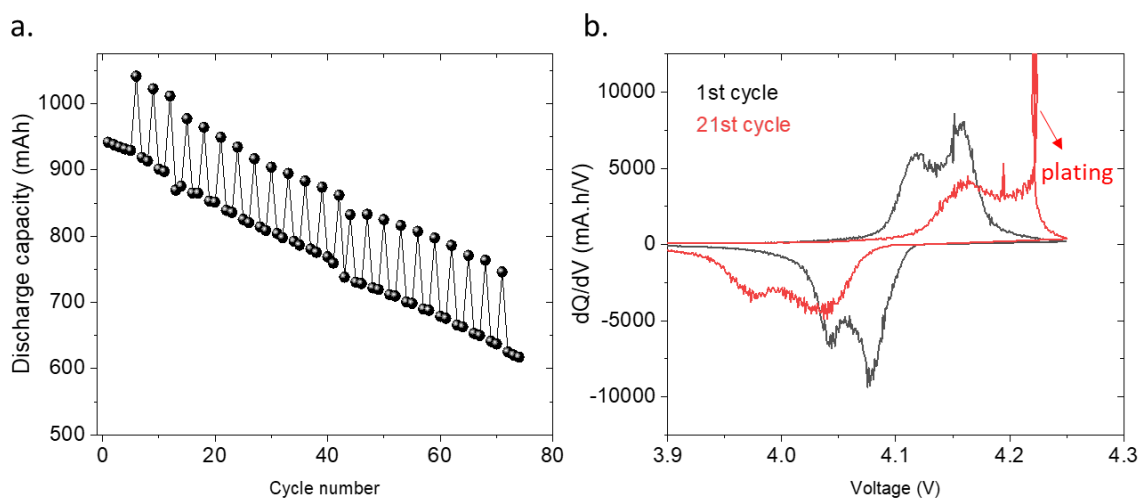 a.
Discharge capacity (mAh)
1000
900
800
700
600
500
0
20
40
60
80
Cycle number
b.
dQ/dV (mA.h/V)
10000
5000
0
-5000
-10000
1st cycle
21st cycle
plating
3.9
4.0
4.1
4.2
4.3
Voltage (V)